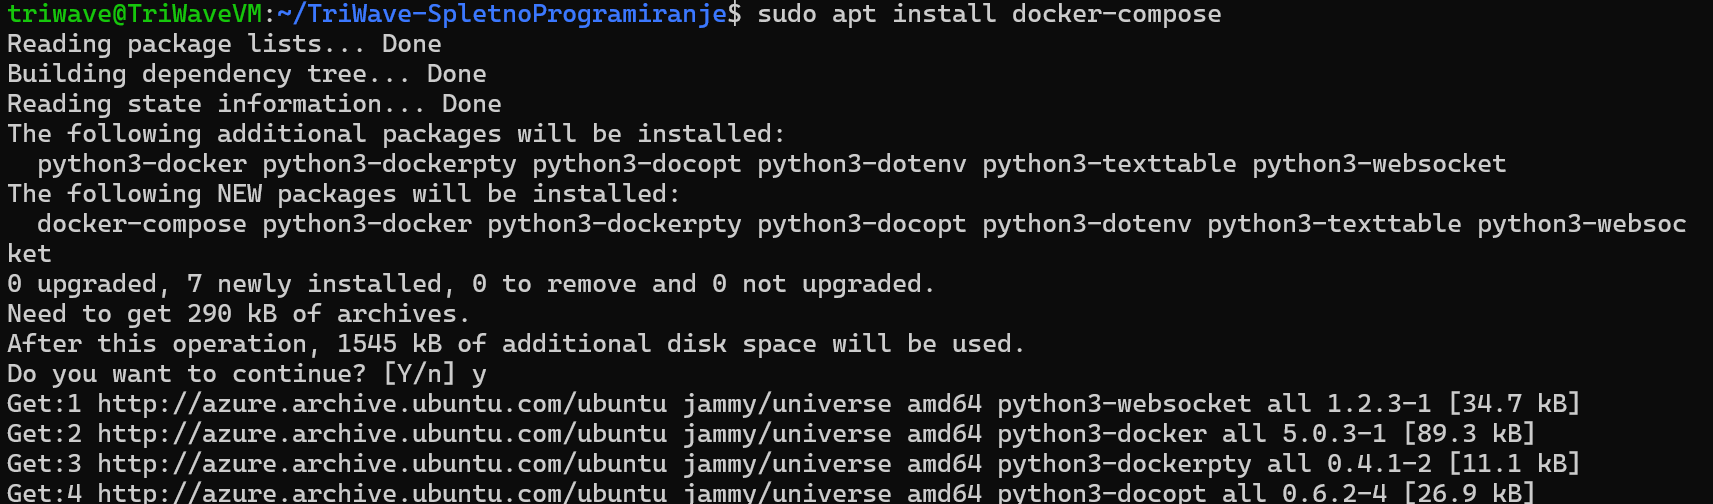 triwave@TriWaveVM:~/TriWave-SpletnoProgramiranje$ sudo apt install docker-compose
Reading package lists... Done
Building dependency tree... Done
Reading state information... Done
The following additional packages will be installed:
  python3-docker python3-dockerpty python3-docopt python3-dotenv python3-texttable python3-websocket
The following NEW packages will be installed:
  docker-compose python3-docker python3-dockerpty python3-docopt python3-dotenv python3-texttable python3-websoc
ket
0 upgraded, 7 newly installed, 0 to remove and 0 not upgraded.
Need to get 290 kB of archives.
After this operation, 1545 kB of additional disk space will be used.
Do you want to continue? [Y/n] y
Get:1 http://azure.archive.ubuntu.com/ubuntu jammy/universe amd64 python3-websocket all 1.2.3-1 [34.7 kB]
Get:2 http://azure.archive.ubuntu.com/ubuntu jammy/universe amd64 python3-docker all 5.0.3-1 [89.3 kB]
Get:3 http://azure.archive.ubuntu.com/ubuntu jammy/universe amd64 python3-dockerpty all 0.4.1-2 [11.1 kB]
Get:4 http://azure.archive.ubuntu.com/ubuntu jammy/universe amd64 python3-docopt all 0.6.2-4 [26.9 kB]